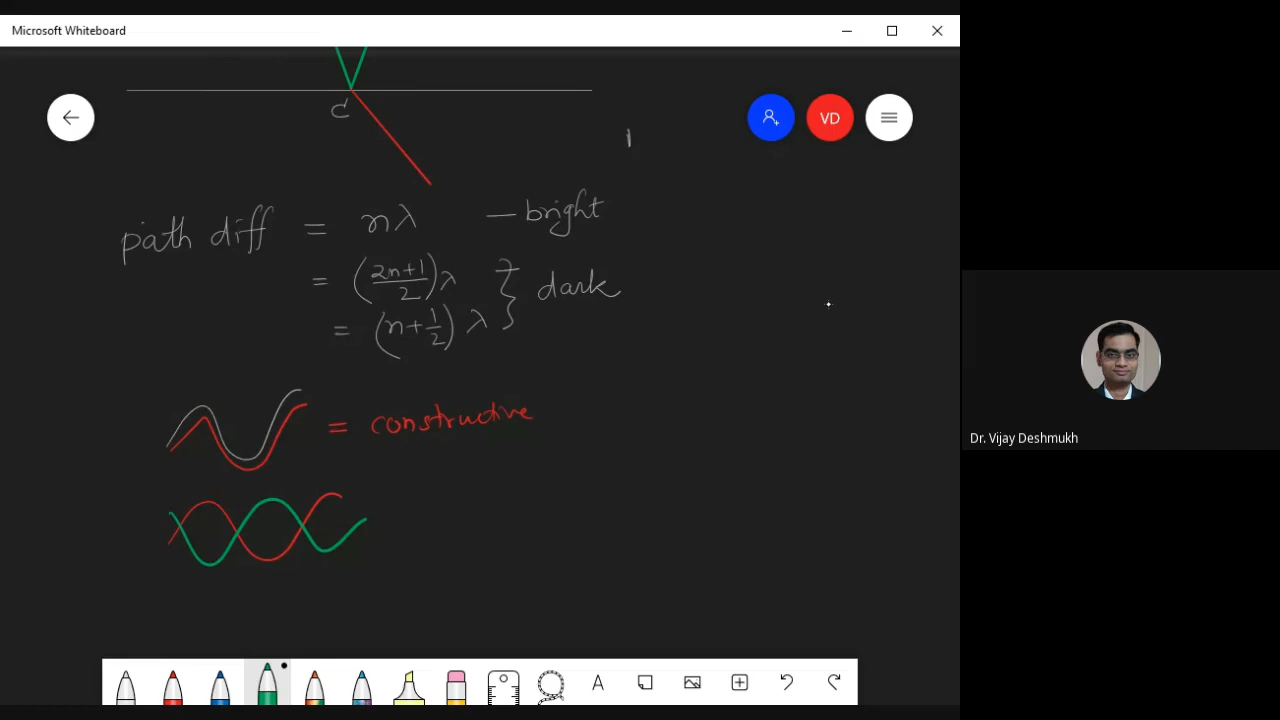 Microsoft Whiteboard
C
VD
path diff = nλ — bright
= (2n+1/2)λ
= (n+1/2) λ } dark
= constructive
Dr. Vijay Deshmukh
A